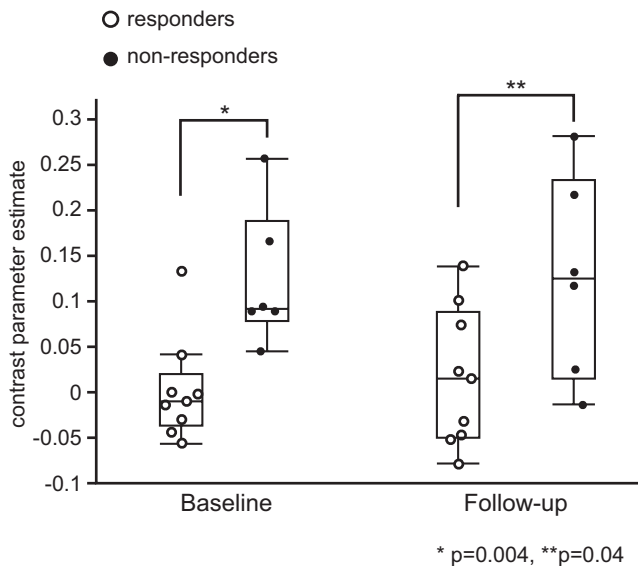 responders
non-responders
*
**
0.3
0.25
0.2
0.15
0.1
0.05
0
-0.05
-0.1
contrast parameter estimate
Baseline
Follow-up
* p=0.004, **p=0.04